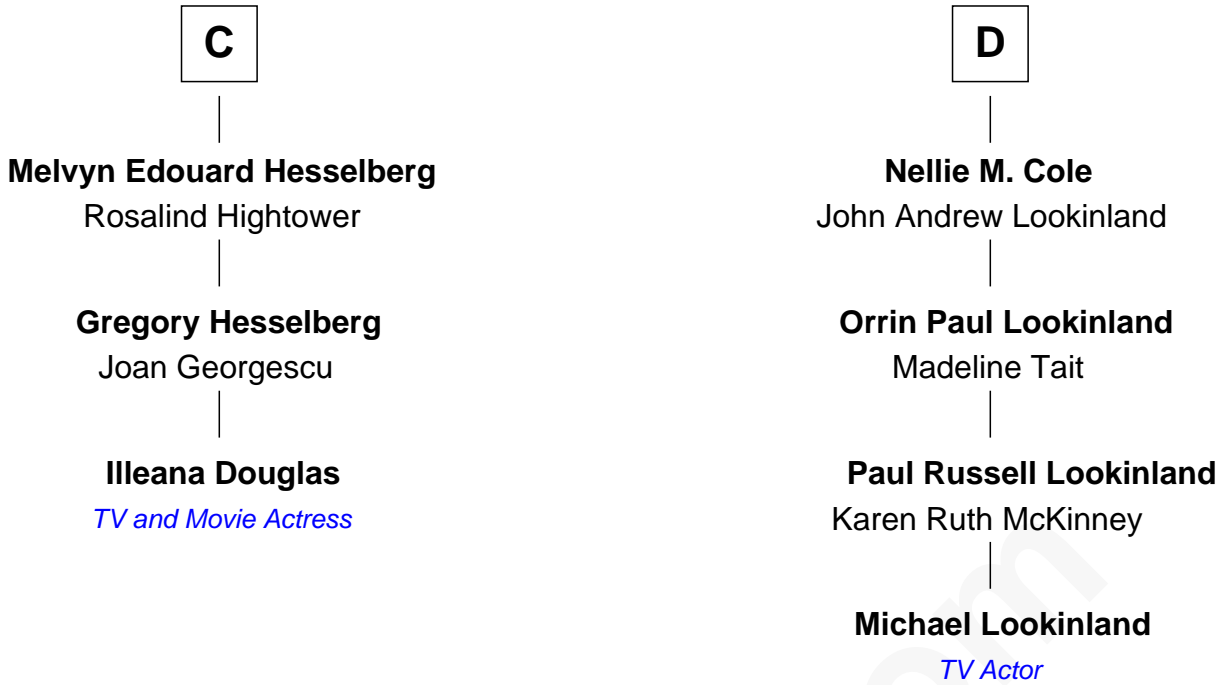 C
Melvyn Edouard Hesselberg
Rosalind Hightower
Gregory Hesselberg
Joan Georgescu
Illeana Douglas
TV and Movie Actress
D
Nellie M. Cole
John Andrew Lookinland
Orrin Paul Lookinland
Madeline Tait
Paul Russell Lookinland
Karen Ruth McKinney
Michael Lookinland
TV Actor